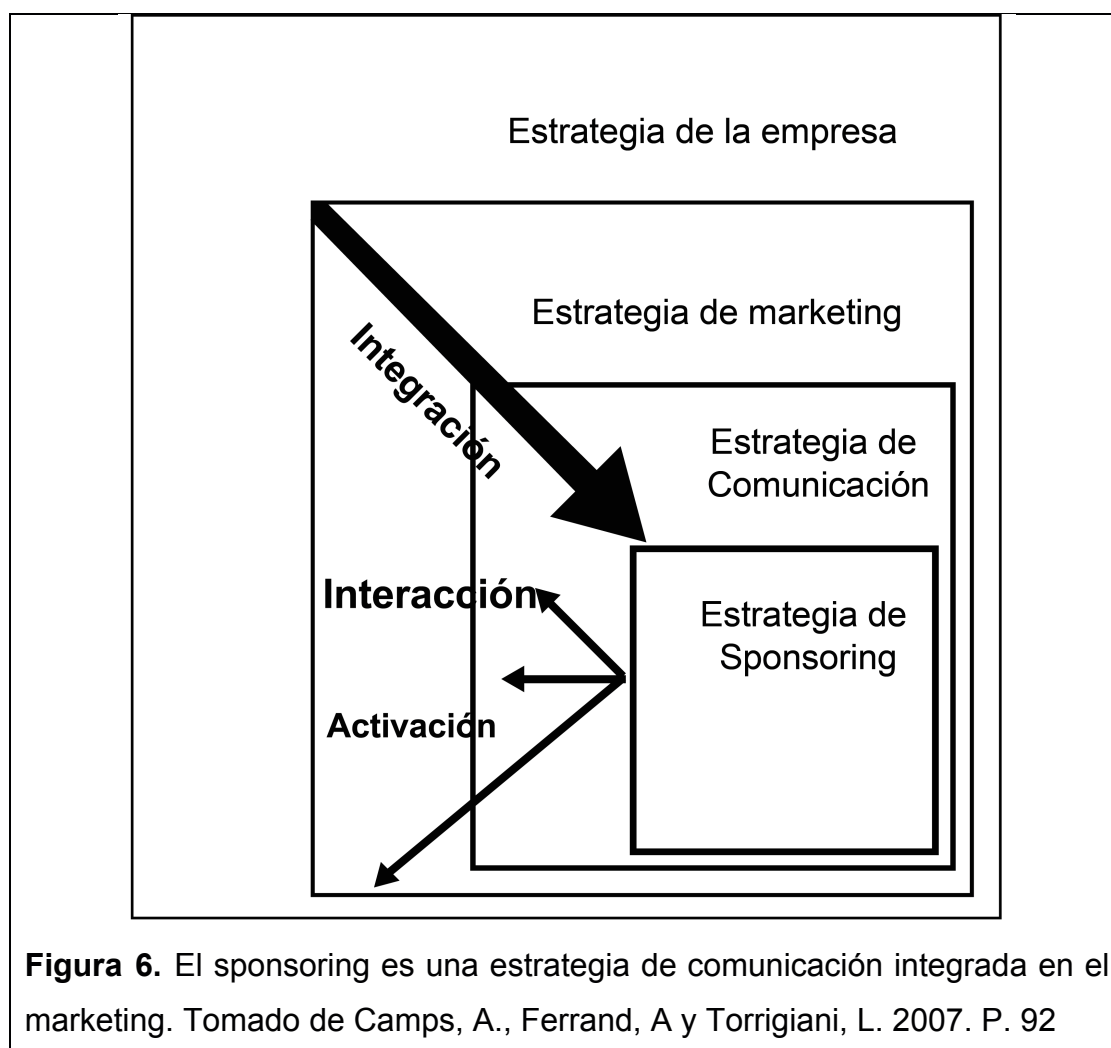 Estrategia de la empresa
Estrategia de marketing
Integración
Estrategia de
Comunicación
Interacción
Estrategia de
Sponsoring
Activación
Figura 6. El sponsoring es una estrategia de comunicación integrada en el
marketing. Tomado de Camps, A., Ferrand, A y Torrigiani, L. 2007. P. 92